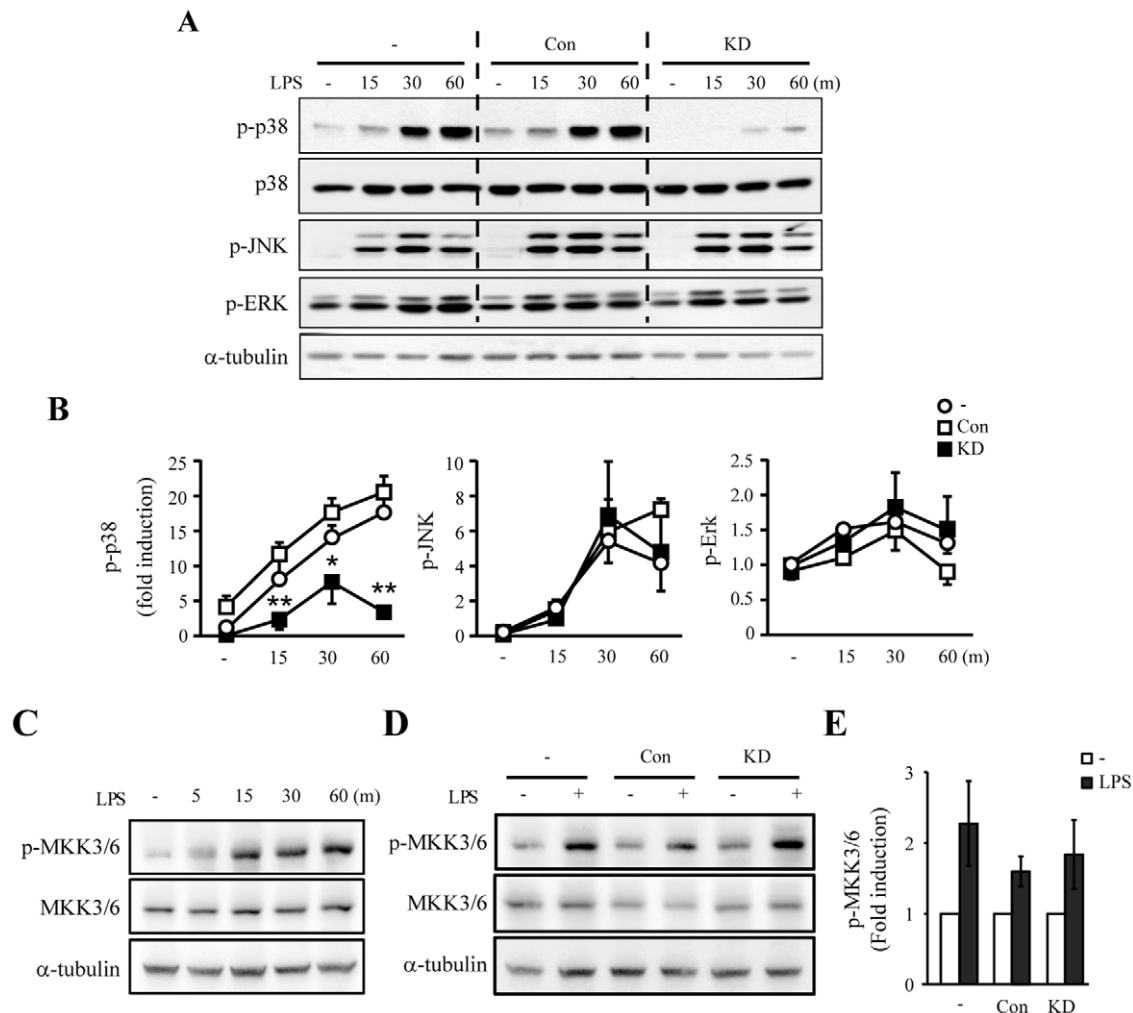 A
- Con KD
LPS - 15 30 60 - 15 30 60 - 15 30 60 (m)
p-p38
p38
p-JNK
p-ERK
α-tubulin
B
- 
Con
KD
p-p38
(fold induction)
25
20
15
10
5
0
** * **
- 15 30 60
p-JNK
10
8
6
4
2
0
- 15 30 60
p-Erk
2.5
2.0
1.5
1.0
0.5
0
- 15 30 60 (m)
C
LPS - 5 15 30 60 (m)
p-MKK3/6
MKK3/6
α-tubulin
D
- Con KD
LPS - + - + - +
p-MKK3/6
MKK3/6
α-tubulin
E
-
LPS
p-MKK3/6
(Fold induction)
3
2
1
0
- Con KD